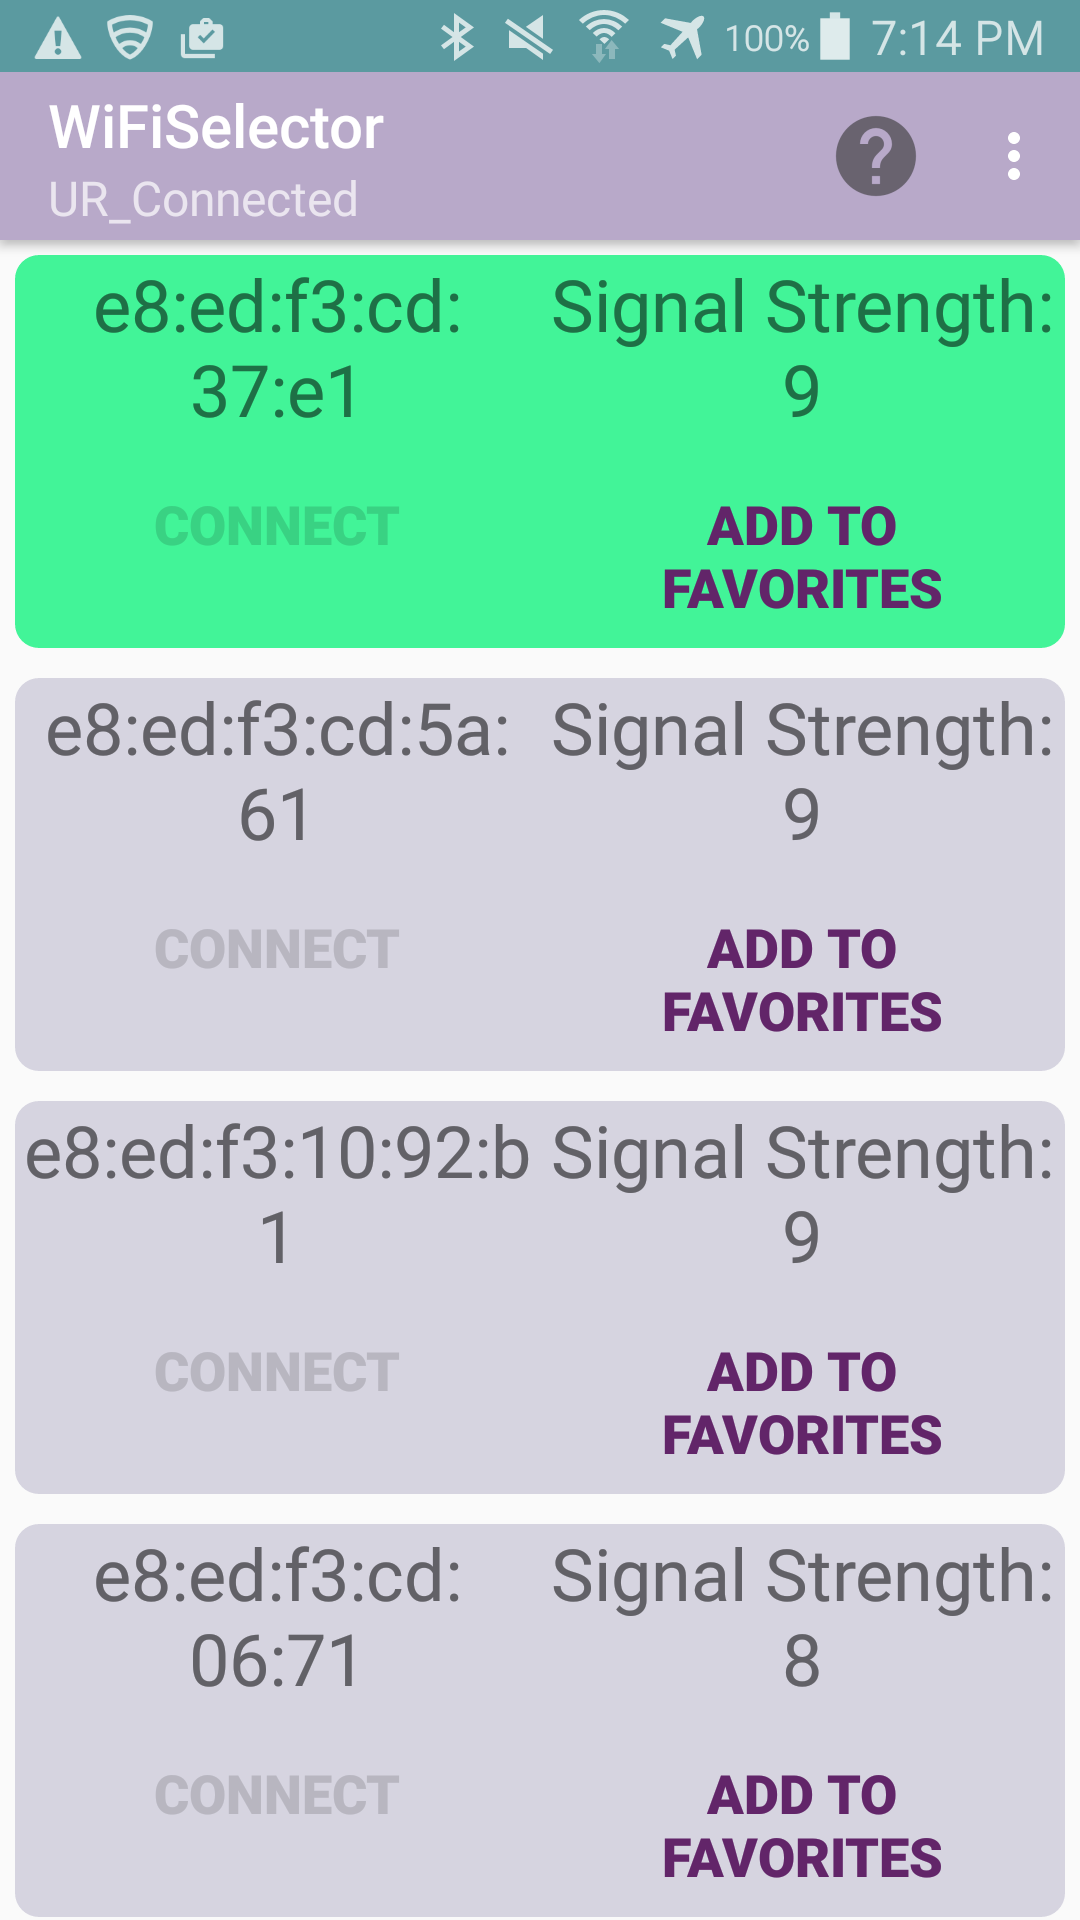 100% 7:14 PM
WiFiSelector
UR_Connected
e8:ed:f3:cd: Signal Strength:
37:e1 9
CONNECT ADD TO
FAVORITES
e8:ed:f3:cd:5a: Signal Strength:
61 9
CONNECT ADD TO
FAVORITES
e8:ed:f3:10:92:b Signal Strength:
1 9
CONNECT ADD TO
FAVORITES
e8:ed:f3:cd: Signal Strength:
06:71 8
CONNECT ADD TO
FAVORITES